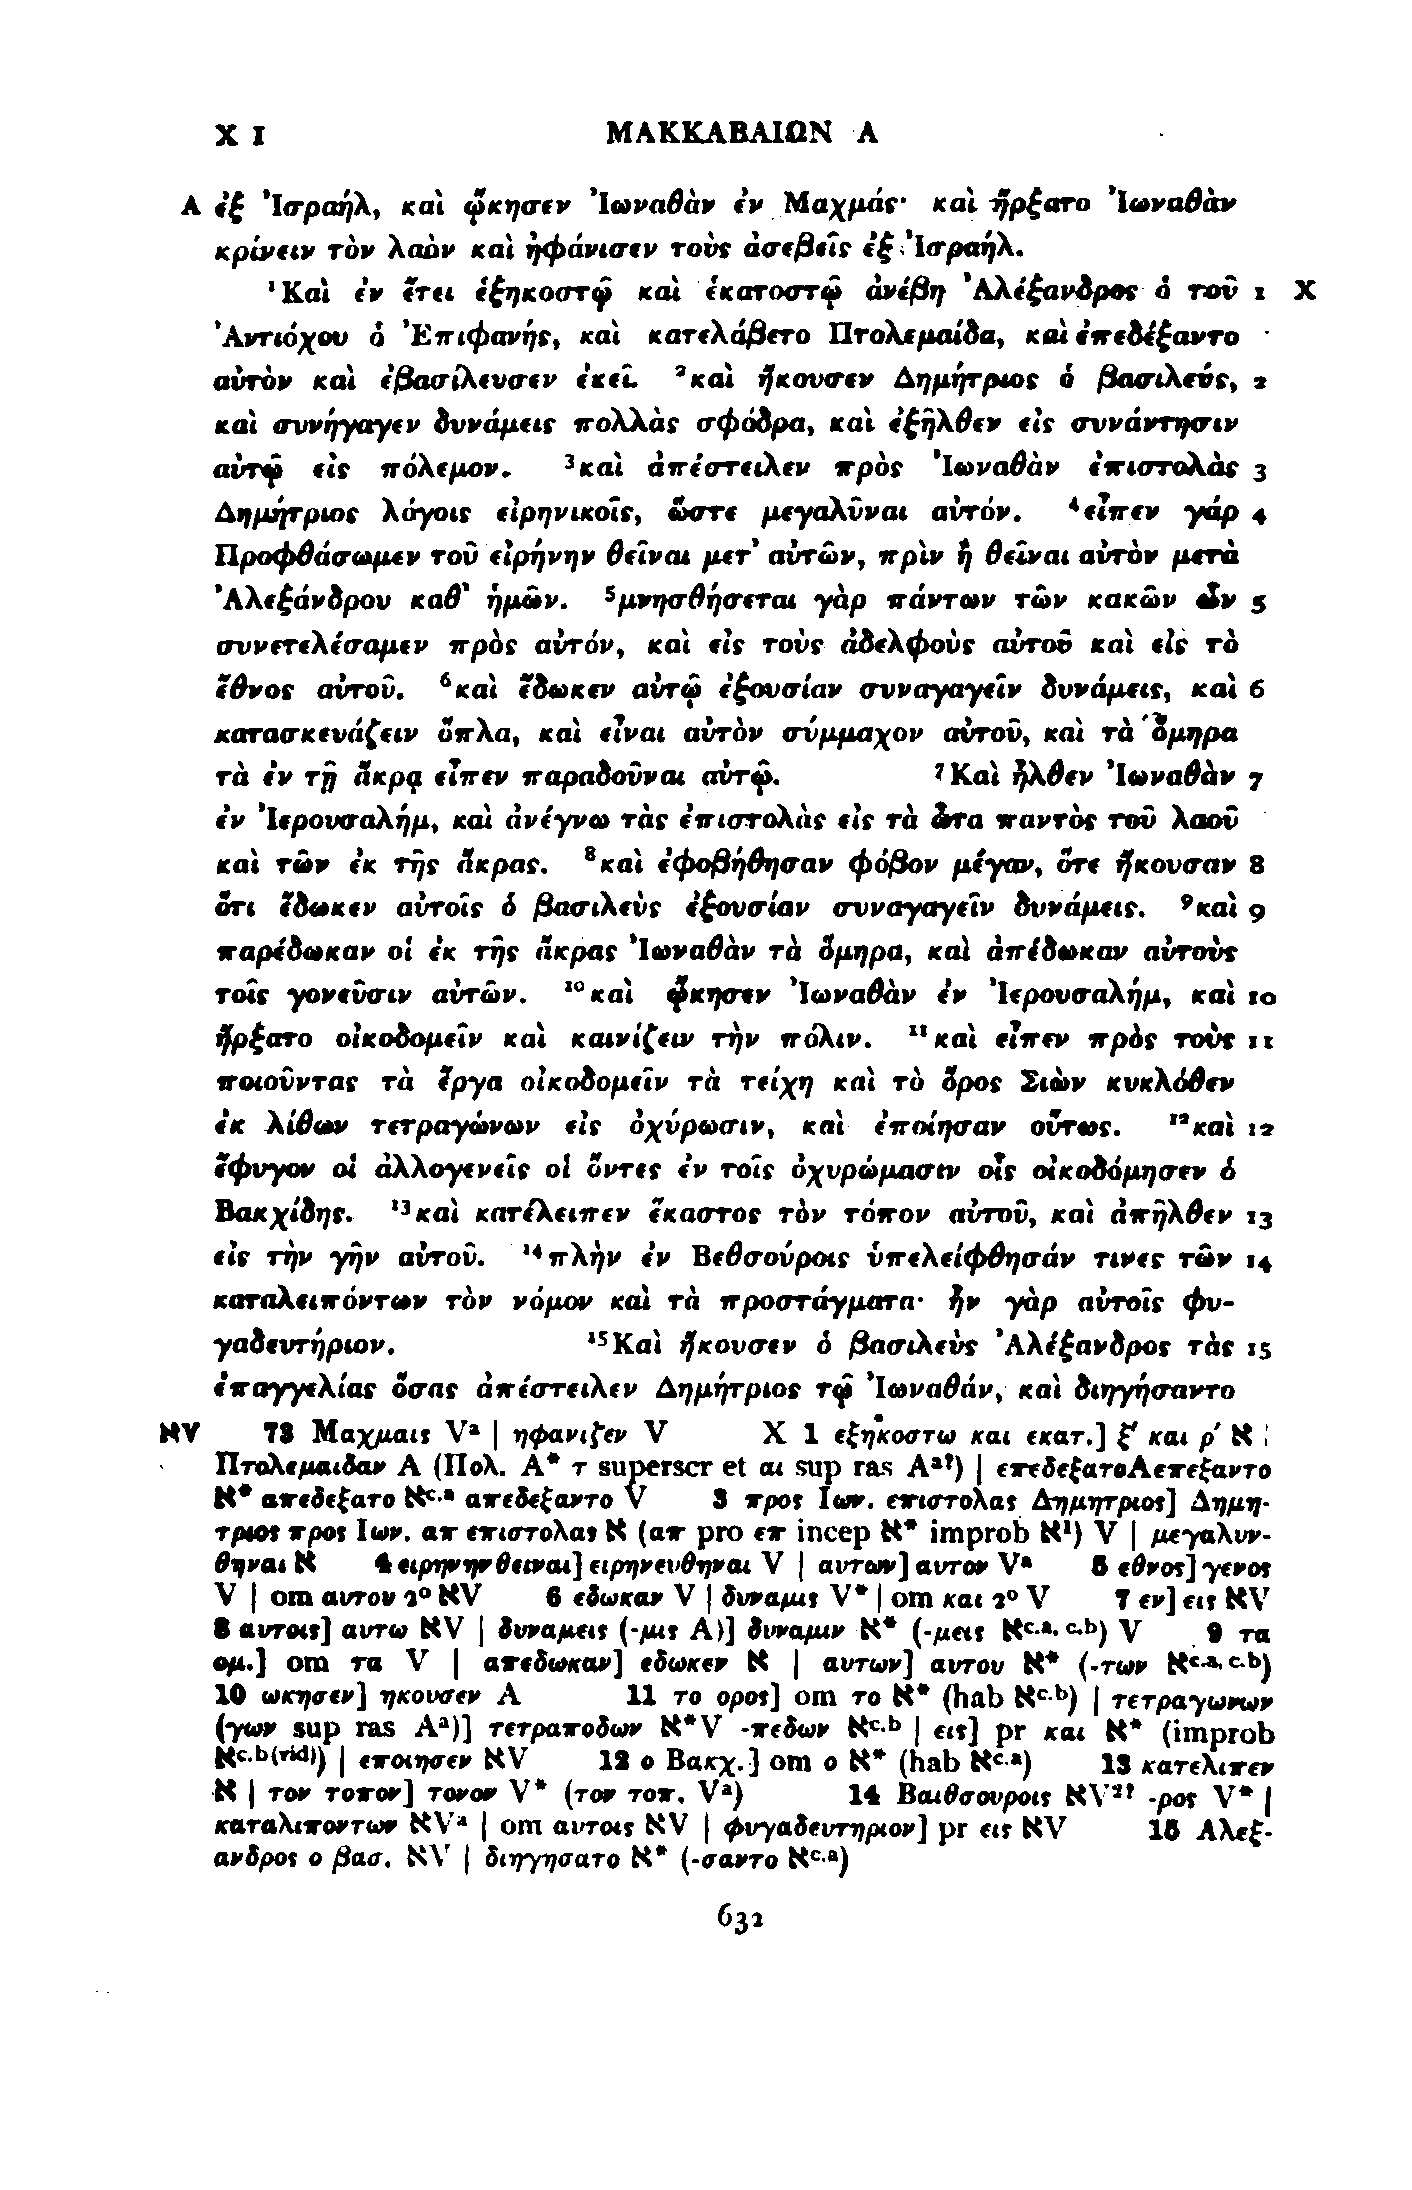 X I ΜΑΚΚΑΒΑΙΩΝ Α
A ἐξ Ἰσραήλ, καὶ ᾤκησεν Ἰωναθὰν ἐν Μαχμάς· καὶ ἤρξατο Ἰωναθὰν
κρίνειν τὸν λαὸν καὶ ἠφάνισεν τοὺς ἀσεβεῖς ἐξ Ἰσραήλ.
¹Καὶ ἐν ἔτει ἑξηκοστῷ καὶ ἑκατοστῷ ἀνέβη Ἀλέξανδρος ὁ τοῦ 1 X
Ἀντιόχου ὁ Ἐπιφανής, καὶ κατελάβετο Πτολεμαίδα, καὶ ἐπεδέξαντο
αὐτὸν καὶ ἐβασίλευσεν ἐκεῖ. ²καὶ ἤκουσεν Δημήτριος ὁ βασιλεύς, 2
καὶ συνήγαγεν δυνάμεις πολλὰς σφόδρα, καὶ ἐξῆλθεν εἰς συνάντησιν
αὐτῷ εἰς πόλεμον. ³καὶ ἀπέστειλεν πρὸς Ἰωναθὰν ἐπιστολὰς 3
Δημήτριος λόγοις εἰρηνικοῖς, ὥστε μεγαλῦναι αὐτόν. ⁴εἶπεν γάρ 4
Προφθάσωμεν τοῦ εἰρήνην θεῖναι μετ᾽ αὐτῶν, πρὶν ἢ θεῖναι αὐτὸν μετὰ
Ἀλεξάνδρου καθ᾽ ἡμῶν. ⁵μνησθήσεται γὰρ πάντων τῶν κακῶν ὧν 5
συνετελέσαμεν πρὸς αὐτόν, καὶ εἰς τοὺς ἀδελφοὺς αὐτοῦ καὶ εἰς τὸ
ἔθνος αὐτοῦ. ⁶καὶ ἔδωκεν αὐτῷ ἐξουσίαν συναγαγεῖν δυνάμεις, καὶ 6
κατασκευάζειν ὅπλα, καὶ εἶναι αὐτὸν σύμμαχον αὐτοῦ, καὶ τὰ ὅμηρα
τὰ ἐν τῇ ἄκρᾳ εἶπεν παραδοῦναι αὐτῷ. ⁷Καὶ ἦλθεν Ἰωναθὰν 7
ἐν Ἰερουσαλήμ, καὶ ἀνέγνω τὰς ἐπιστολὰς εἰς τὰ ὦτα παντὸς τοῦ λαοῦ
καὶ τῶν ἐκ τῆς ἄκρας. ⁸καὶ ἐφοβήθησαν φόβον μέγαν, ὅτε ἤκουσαν 8
ὅτι ἔδωκεν αὐτοῖς ὁ βασιλεὺς ἐξουσίαν συναγαγεῖν δυνάμεις. ⁹καὶ 9
παρέδωκαν οἱ ἐκ τῆς ἄκρας Ἰωναθὰν τὰ ὅμηρα, καὶ ἀπέδωκαν αὐτοὺς
τοῖς γονεῦσιν αὐτῶν. ¹⁰καὶ ᾤκησεν Ἰωναθὰν ἐν Ἰερουσαλήμ, καὶ 10
ἤρξατο οἰκοδομεῖν καὶ καινίζειν τὴν πόλιν. ¹¹καὶ εἶπεν πρὸς τοὺς 11
ποιοῦντας τὰ ἔργα οἰκοδομεῖν τὰ τείχη καὶ τὸ ὄρος Σιὼν κυκλόθεν
ἐκ λίθων τετραγώνων εἰς ὀχύρωσιν, καὶ ἐποίησαν οὕτως. ¹²καὶ 12
ἔφυγον οἱ ἀλλογενεῖς οἱ ὄντες ἐν τοῖς ὀχυρώμασιν οἷς οἰκοδόμησεν ὁ
Βακχίδης. ¹³καὶ κατέλειπεν ἕκαστος τὸν τόπον αὐτοῦ, καὶ ἀπῆλθεν 13
εἰς τὴν γῆν αὐτοῦ. ¹⁴πλὴν ἐν Βεθσούροις ὑπελείφθησάν τινες τῶν 14
καταλειπόντων τὸν νόμον καὶ τὰ προστάγματα· ἦν γὰρ αὐτοῖς φυ-
γαδευτήριον. ¹⁵Καὶ ἤκουσεν ὁ βασιλεὺς Ἀλέξανδρος τὰς 15
ἐπαγγελίας ὅσας ἀπέστειλεν Δημήτριος τῷ Ἰωναθάν, καὶ διηγήσαντο
אV 73 Μαχμαις Vᵃ | ηφανιζεν V X 1 εξηκοστω και εκατ.] ξ′ και ρ′ א |
Πτολεμαιδαν A (Πολ. A* τ superscr et αι sup ras Aᵃ?) | επεδεξατοΑεπεξαντο
א* απεδεξατο אᶜ·ᵃ απεδεξαντο V 3 προς Ιων. επιστολας Δημητριος] Δημη-
τριος προς Ιων. απ επιστολας א (απ pro επ incep א* improb א¹) V | μεγαλυν-
θηναι א 4 ειρηνην θειναι] ειρηνευθηναι V | αυτων] αυτον Vᵃ 5 εθνος] γενος
V | om αυτου 2° אV 6 εδωκαν V | δυναμις V* | om και 2° V 7 εν] εις אV
8 αυτοις] αυτω אV | δυναμεις (-μις A)] δυναμιν א* (-μεις אᶜ·ᵃ, ᶜ·ᵇ) V 9 τα
ομ.] om τα V | απεδωκαν] εδωκεν א | αυτων] αυτου א* (-των אᶜ·ᵃ, ᶜ·ᵇ)
10 ωκησεν] ηκουσεν A 11 το ορος] om το א* (hab אᶜ·ᵇ) | τετραγωνων
(γων sup ras Aᵃ)] τετραποδων א*V -πεδων אᶜ·ᵇ | εις] pr και א* (improb
אᶜ·ᵇ⁽ᵛⁱᵈ⁾) | εποιησεν אV 12 ο Βακχ.] om ο א* (hab אᶜ·ᵃ) 13 κατελιπεν
א | τον τοπον] τονον V* (τον τοπ. Vᵃ) 14 Βαιθσουροις אVᵃ? -ρος V* |
καταλιποντων אVᵃ | om αυτοις אV | φυγαδευτηριον] pr εις אV 15 Αλεξ-
ανδρος ο βασ. אV | διηγησατο א* (-σαντο אᶜ·ᵃ)
632